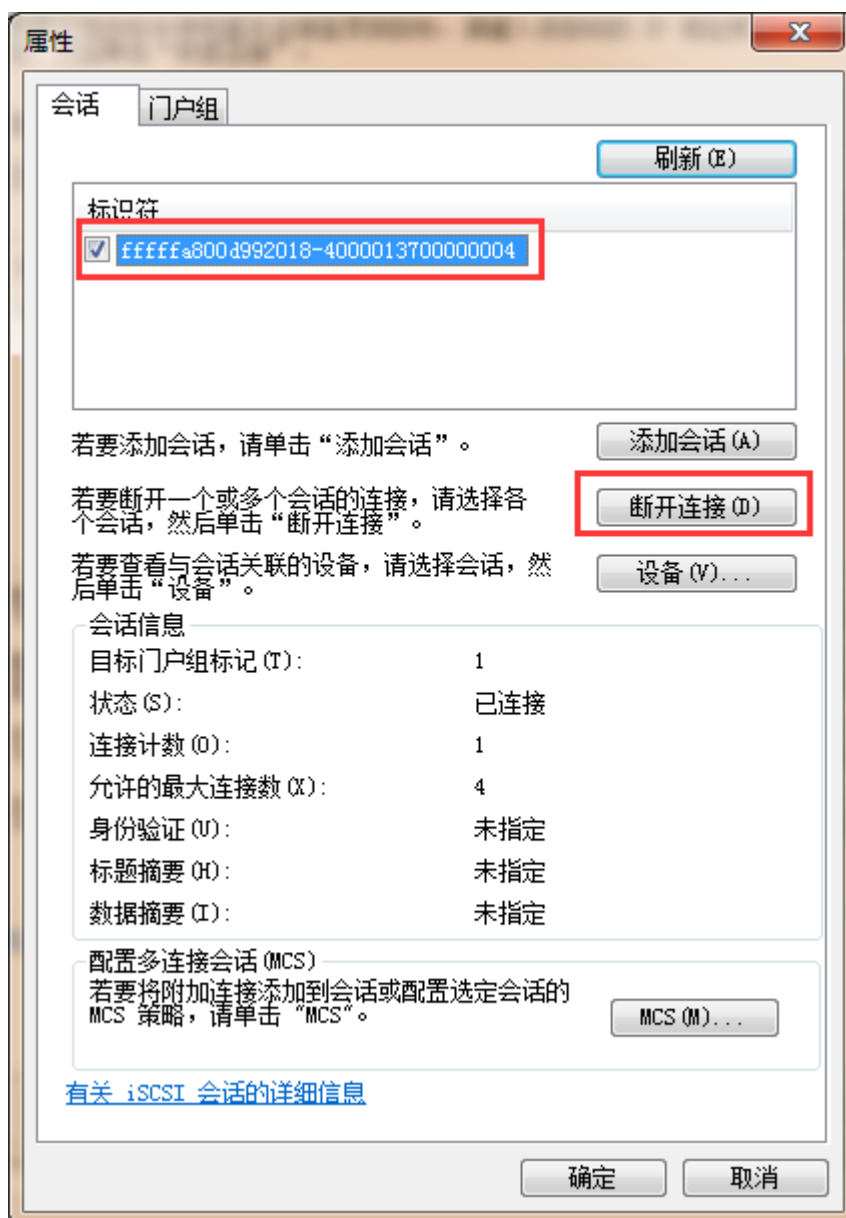 属性
会话
门户组
刷新(E)
标识符
fffffa800d992018-4000013700000004
若要添加会话，请单击“添加会话”。
添加会话(A)
若要断开一个或多个会话的连接，请选择各
个会话，然后单击“断开连接”。
断开连接(D)
若要查看与会话关联的设备，请选择会话，然
后单击“设备”。
设备(V)...
会话信息
目标门户组标记(T): 1
状态(S): 已连接
连接计数(O): 1
允许的最大连接数(X): 4
身份验证(U): 未指定
标题摘要(H): 未指定
数据摘要(I): 未指定
配置多连接会话(MCS)
若要将附加连接添加到会话或配置选定会话的
MCS 策略，请单击 "MCS"。
MCS(M)...
有关 iSCSI 会话的详细信息
确定
取消